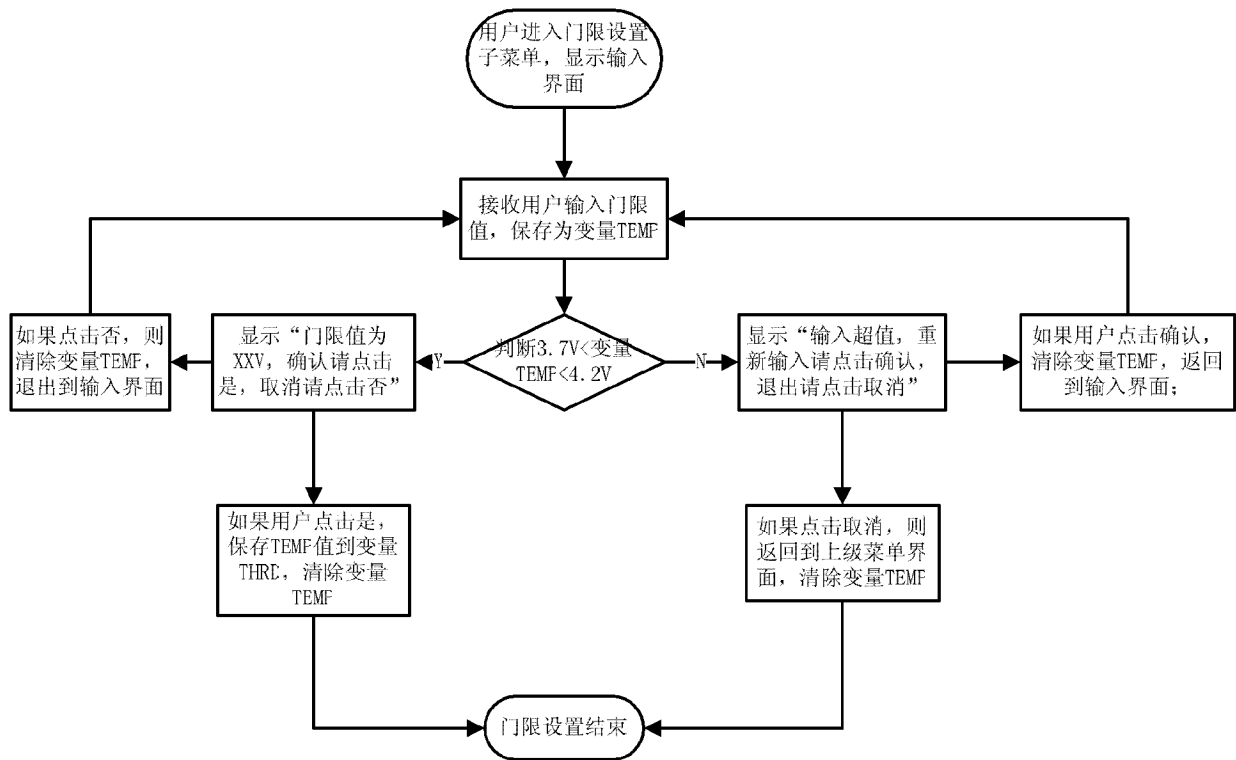 用户进入门限设置
子菜单，显示输入
界面
接收用户输入门限
值，保存为变量TEMP
如果点击否，则
清除变量TEMP，
退出到输入界面
显示“门限值为
XXV，确认请点击
是，取消请点击否”
Y
判断3.7V<变量
TEMP<4.2V
N
显示“输入超值，重
新输入请点击确认，
退出请点击取消”
如果用户点击确认，
清除变量TEMP，返回
到输入界面；
如果用户点击是，
保存TEMP值到变量
THRD，清除变量
TEMP
如果点击取消，则
返回到上级菜单界
面，清除变量TEMP
门限设置结束